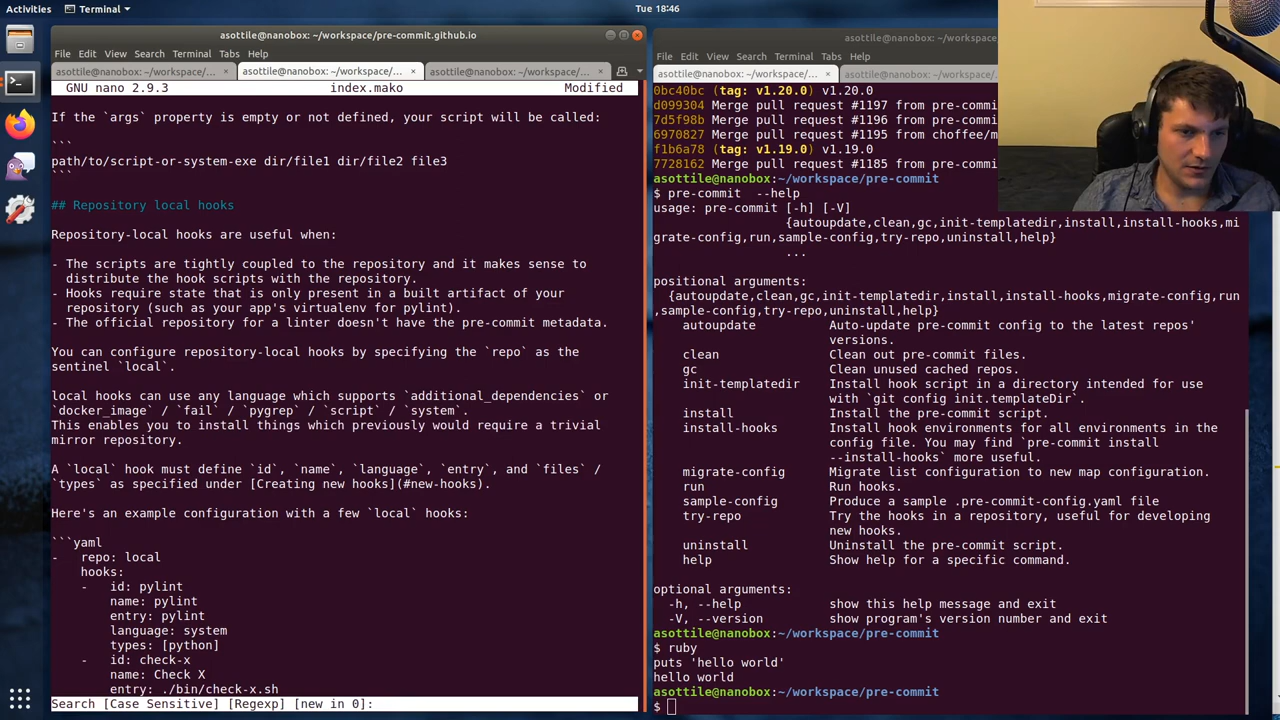 Activities
Terminal
Tue 18:46
asottile@nanobox: ~/workspace/pre-commit.github.io
File Edit View Search Terminal Tabs Help
asottile@nanobox: ~/workspace/... × asottile@nanobox: ~/workspace/... × asottile@nanobox: ~/workspace/... ×
GNU nano 2.9.3 index.mako Modified
If the `args` property is empty or not defined, your script will be called:
```
path/to/script-or-system-exe dir/file1 dir/file2 file3
```
## Repository local hooks
Repository-local hooks are useful when:
- The scripts are tightly coupled to the repository and it makes sense to
distribute the hook scripts with the repository.
- Hooks require state that is only present in a built artifact of your
repository (such as your app's virtualenv for pylint).
- The official repository for a linter doesn't have the pre-commit metadata.
You can configure repository-local hooks by specifying the `repo` as the
sentinel `local`.
local hooks can use any language which supports `additional_dependencies` or
`docker_image` / `fail` / `pygrep` / `script` / `system`.
This enables you to install things which previously would require a trivial
mirror repository.
A `local` hook must define `id`, `name`, `language`, `entry`, and `files` /
`types` as specified under [Creating new hooks](#new-hooks).
Here's an example configuration with a few `local` hooks:
```yaml
- repo: local
hooks:
- id: pylint
name: pylint
entry: pylint
language: system
types: [python]
- id: check-x
name: Check X
entry: ./bin/check-x.sh
Search [Case Sensitive] [Regexp] [new in 0]:
asottile@nanobox: ~/workspace/pre-commit
File Edit View Search Terminal Tabs Help
asottile@nanobox: ~/workspace/... × asottile@nanobox: ~/workspace/...
0bc40bc (tag: v1.20.0) v1.20.0
d099304 Merge pull request #1197 from pre-commi
7d5f98b Merge pull request #1196 from pre-commi
6970827 Merge pull request #1195 from choffee/m
f1b6a78 (tag: v1.19.0) v1.19.0
7728162 Merge pull request #1185 from pre-commi
asottile@nanobox:~/workspace/pre-commit
$ pre-commit --help
usage: pre-commit [-h] [-V]
{autoupdate,clean,gc,init-templatedir,install,install-hooks,mi
grate-config,run,sample-config,try-repo,uninstall,help}
...
positional arguments:
{autoupdate,clean,gc,init-templatedir,install,install-hooks,migrate-config,run
,sample-config,try-repo,uninstall,help}
autoupdate Auto-update pre-commit config to the latest repos'
versions.
clean Clean out pre-commit files.
gc Clean unused cached repos.
init-templatedir Install hook script in a directory intended for use
with `git config init.templateDir`.
install Install the pre-commit script.
install-hooks Install hook environments for all environments in the
config file. You may find `pre-commit install
--install-hooks` more useful.
migrate-config Migrate list configuration to new map configuration.
run Run hooks.
sample-config Produce a sample .pre-commit-config.yaml file
try-repo Try the hooks in a repository, useful for developing
new hooks.
uninstall Uninstall the pre-commit script.
help Show help for a specific command.
optional arguments:
-h, --help show this help message and exit
-V, --version show program's version number and exit
asottile@nanobox:~/workspace/pre-commit
$ ruby
puts 'hello world'
hello world
asottile@nanobox:~/workspace/pre-commit
$